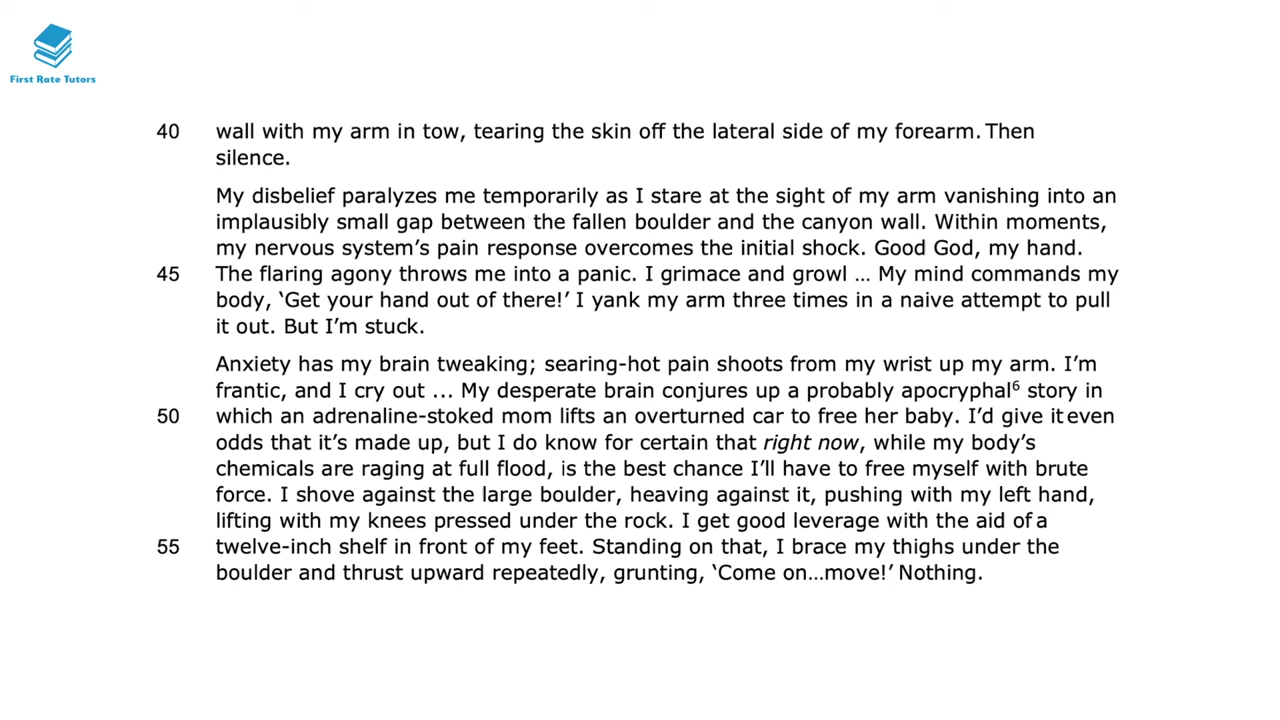 First Rate Tutors
40 wall with my arm in tow, tearing the skin off the lateral side of my forearm. Then
silence.
My disbelief paralyzes me temporarily as I stare at the sight of my arm vanishing into an
implausibly small gap between the fallen boulder and the canyon wall. Within moments,
my nervous system’s pain response overcomes the initial shock. Good God, my hand.
45 The flaring agony throws me into a panic. I grimace and growl … My mind commands my
body, ‘Get your hand out of there!’ I yank my arm three times in a naive attempt to pull
it out. But I’m stuck.
Anxiety has my brain tweaking; searing-hot pain shoots from my wrist up my arm. I’m
frantic, and I cry out … My desperate brain conjures up a probably apocryphal⁶ story in
50 which an adrenaline-stoked mom lifts an overturned car to free her baby. I’d give it even
odds that it’s made up, but I do know for certain that right now, while my body’s
chemicals are raging at full flood, is the best chance I’ll have to free myself with brute
force. I shove against the large boulder, heaving against it, pushing with my left hand,
lifting with my knees pressed under the rock. I get good leverage with the aid of a
55 twelve-inch shelf in front of my feet. Standing on that, I brace my thighs under the
boulder and thrust upward repeatedly, grunting, ‘Come on…move!’ Nothing.